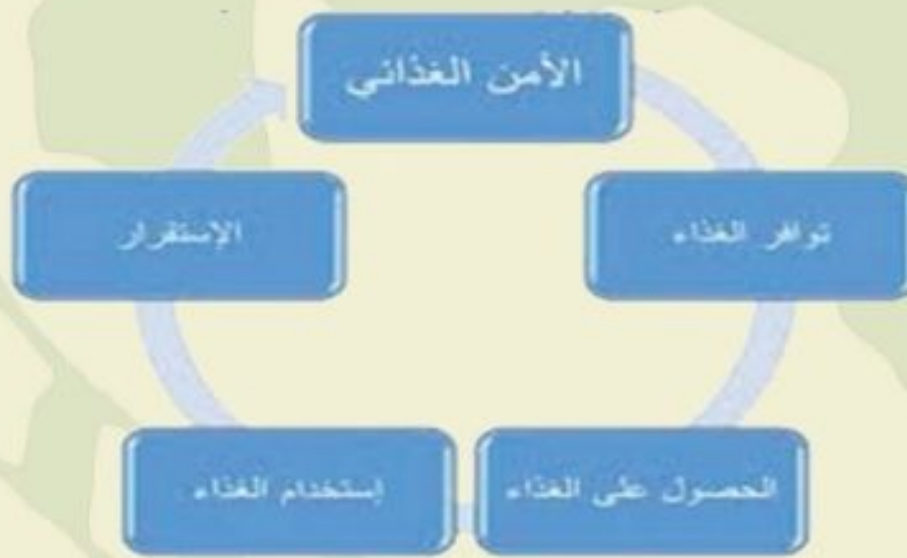 الأمن الغذائي
توافر الغذاء
الحصول على الغذاء
إستخدام الغذاء
الإستقرار